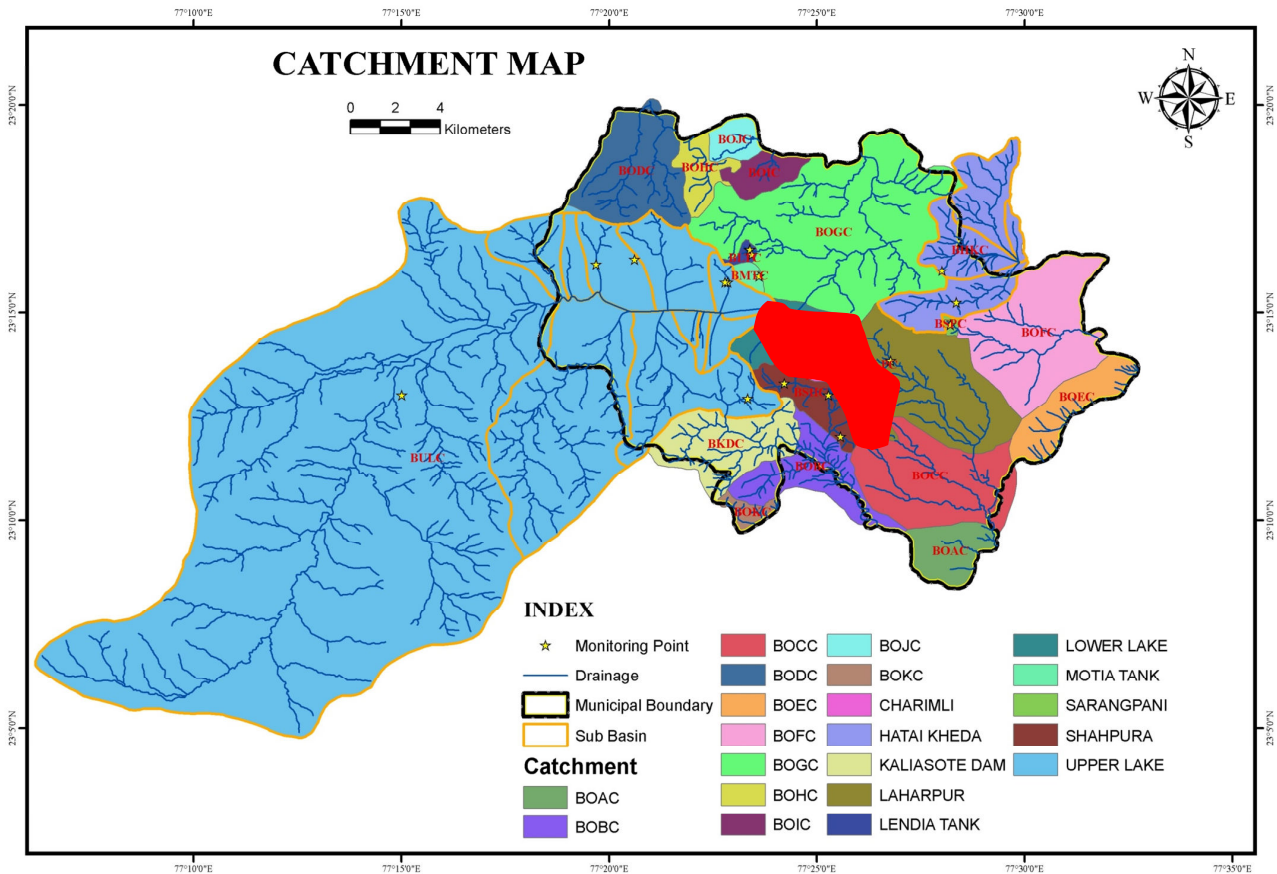 77°10'0"E 77°15'0"E 77°20'0"E 77°25'0"E 77°30'0"E
CATCHMENT MAP
0 2 4
Kilometers
N
W E
S
23°20'0"N 23°20'0"N
BOJC
BODC
BOHC
BOIC
BOGC
BHKC
BMTC
23°15'0"N 23°15'0"N
BSPC
BOFC
BOEC
BKDC
BULC
BOCC
23°10'0"N 23°10'0"N
BOKC
BOAC
INDEX
Monitoring Point
Drainage
Municipal Boundary
Sub Basin
Catchment
BOAC
BOBC
BOCC
BODC
BOEC
BOFC
BOGC
BOHC
BOIC
BOJC
BOKC
CHARIMLI
HATAI KHEDA
KALIASOTE DAM
LAHARPUR
LENDIA TANK
LOWER LAKE
MOTIA TANK
SARANGPANI
SHAHPURA
UPPER LAKE
23°5'0"N 23°5'0"N
77°10'0"E 77°15'0"E 77°20'0"E 77°25'0"E 77°30'0"E 77°35'0"E